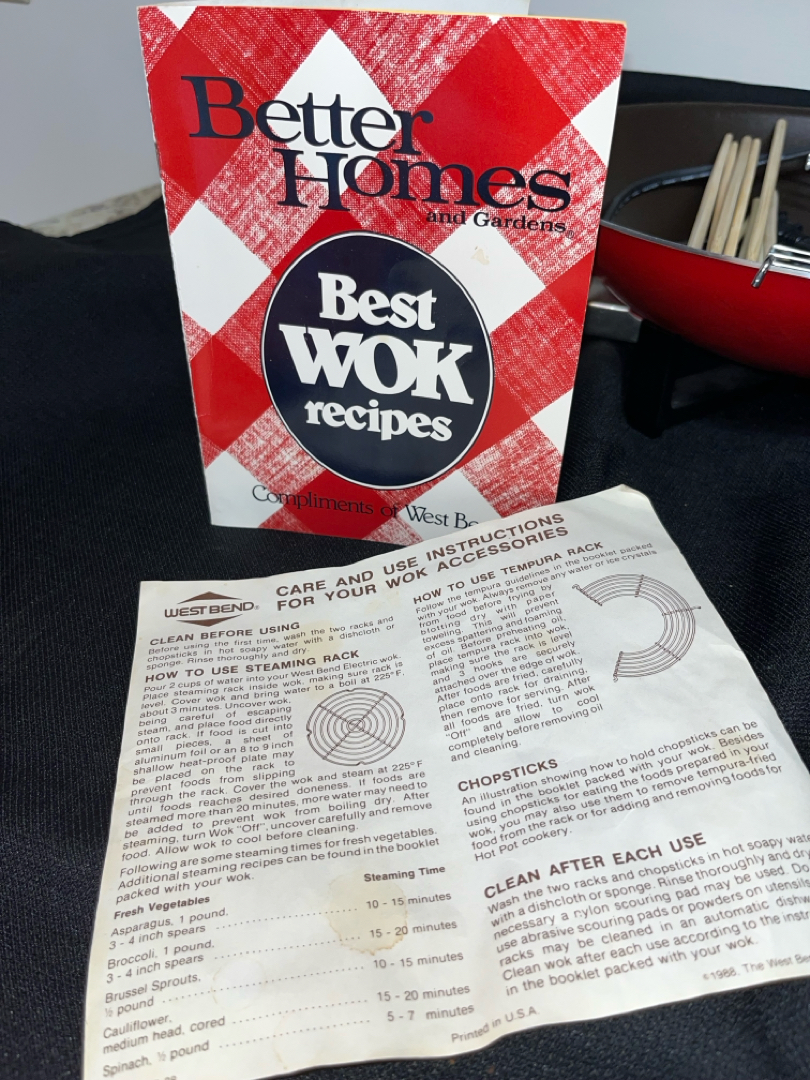 Better
Homes
and Gardens®
Best
WOK
recipes
Compliments of West Be
WEST BEND®
CARE AND USE INSTRUCTIONS
FOR YOUR WOK ACCESSORIES
CLEAN BEFORE USING
Before using the first time, wash the two racks and
chopsticks in hot soapy water with a dishcloth or
sponge. Rinse thoroughly and dry.
HOW TO USE STEAMING RACK
Pour 2 cups of water into your West Bend Electric wok.
Place steaming rack inside wok, making sure rack is
level. Cover wok and bring water to a boil at 225°F,
about 3 minutes. Uncover wok,
being careful of escaping
steam, and place food directly
onto rack. If food is cut into
small pieces, a sheet of
aluminum foil or an 8 to 9 inch
shallow heat-proof plate may
be placed on the rack to
prevent foods from slipping
through the rack. Cover the wok and steam at 225°F
until foods reaches desired doneness. If foods are
steamed more than 20 minutes, more water may need to
be added to prevent wok from boiling dry. After
steaming, turn Wok "Off", uncover carefully and remove
food. Allow wok to cool before cleaning.
Following are some steaming times for fresh vegetables.
Additional steaming recipes can be found in the booklet
packed with your wok.
Fresh Vegetables Steaming Time
Asparagus, 1 pound,
3 - 4 inch spears 10 - 15 minutes
Broccoli, 1 pound,
3 - 4 inch spears 15 - 20 minutes
Brussel Sprouts,
½ pound 10 - 15 minutes
Cauliflower,
medium head, cored 15 - 20 minutes
Spinach, ½ pound 5 - 7 minutes
HOW TO USE TEMPURA RACK
Follow the tempura guidelines in the booklet packed
with your wok. Always remove any water or ice crystals
from food before frying by
blotting dry with paper
toweling. This will prevent
excess spattering and foaming
of oil. Before preheating oil,
place tempura rack into wok,
making sure the rack is level
and 3 hooks are securely
attached over the edge of wok.
After foods are fried, carefully
place onto rack for draining,
then remove for serving. After
all foods are fried, turn wok
"Off" and allow to cool
completely before removing oil
and cleaning.
CHOPSTICKS
An illustration showing how to hold chopsticks can be
found in the booklet packed with your wok. Besides
using chopsticks for eating the foods prepared in your
wok, you may also use them to remove tempura-fried
food from the rack or for adding and removing foods for
Hot Pot cookery.
CLEAN AFTER EACH USE
Wash the two racks and chopsticks in hot soapy wate
with a dishcloth or sponge. Rinse thoroughly and dry
necessary a nylon scouring pad may be used. Do
use abrasive scouring pads or powders on utensils
racks may be cleaned in an automatic dishw
Clean wok after each use according to the inst
in the booklet packed with your wok.
©1988. The West Be
Printed in U.S.A.